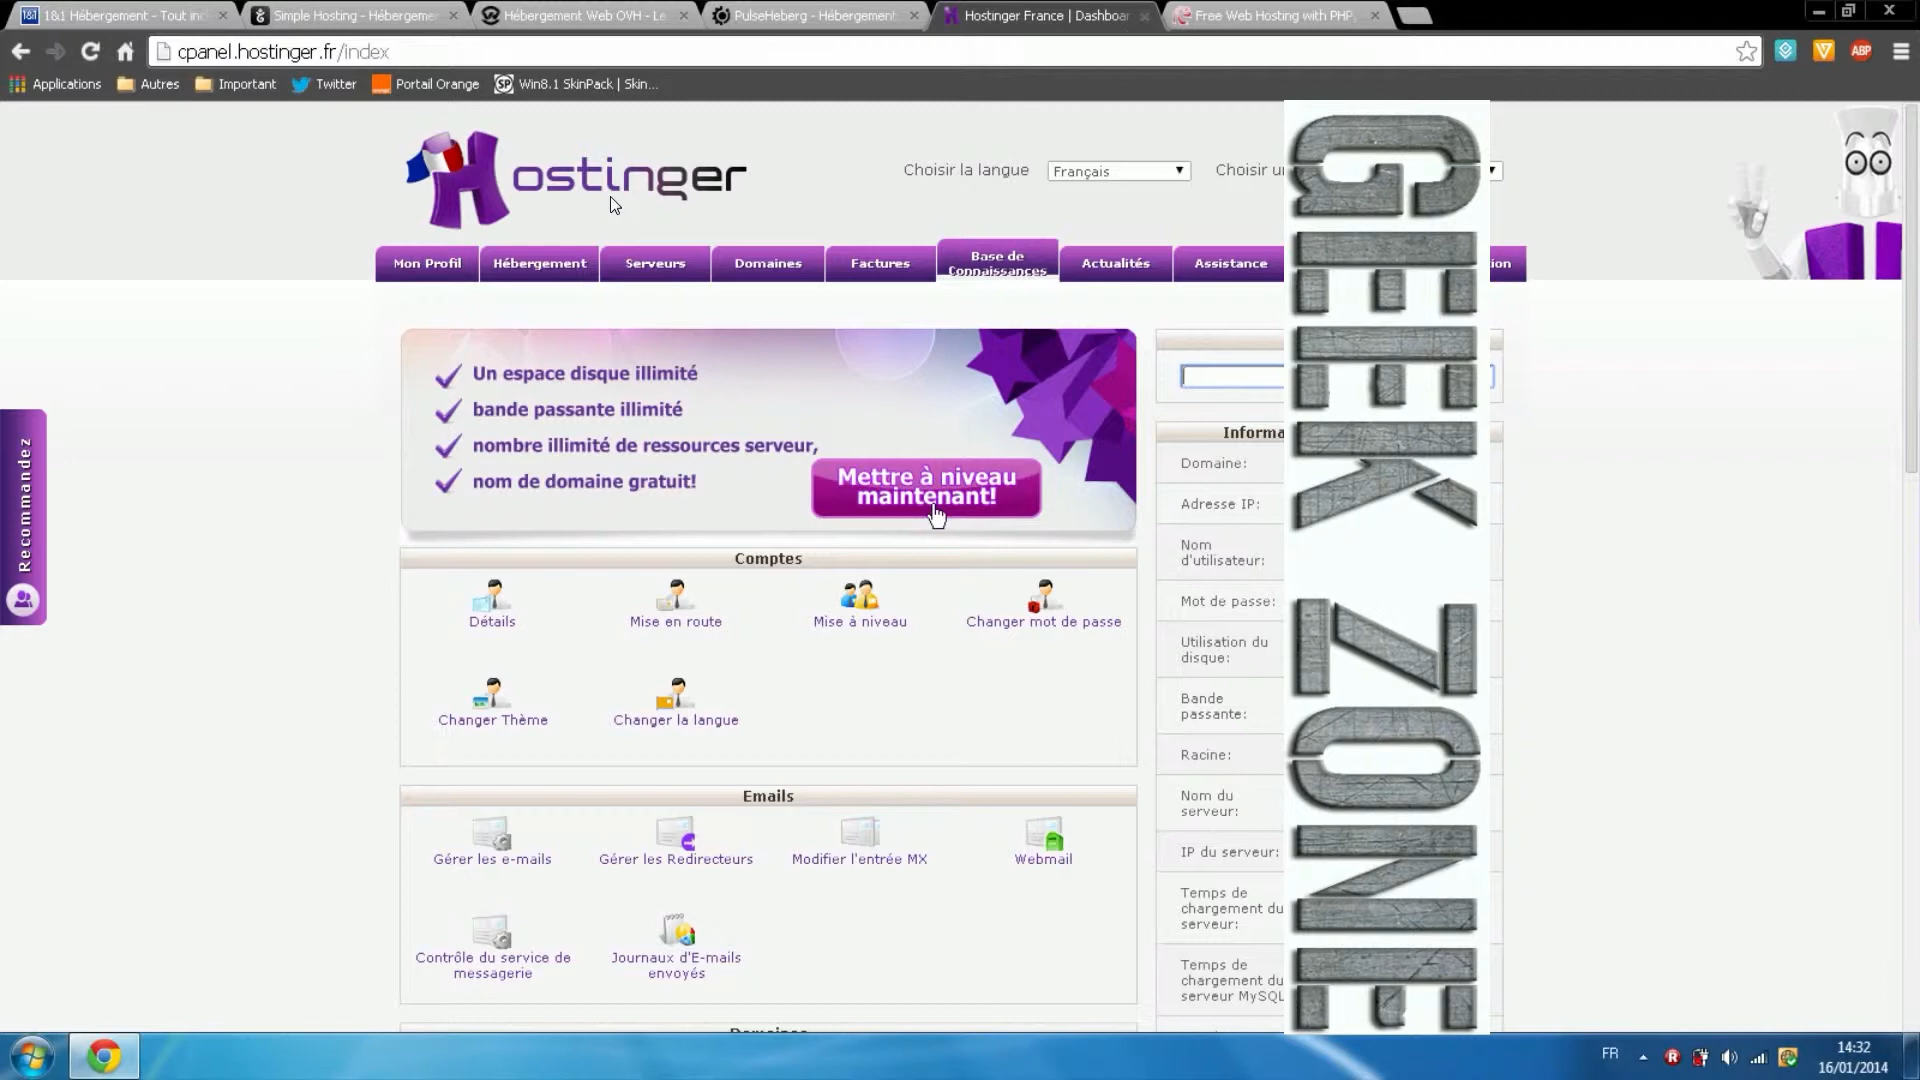 1&1 Hébergement - Tout in
Simple Hosting - Hébergeme
Hébergement Web OVH - Le
PulseHeberg - Hébergement
Hostinger France | Dashboar
Free Web Hosting with PHP,
cpanel.hostinger.fr/index
ABP
Applications
Autres
Important
Twitter
Portail Orange
SP
Win8.1 SkinPack | Skin...
Hostinger
Choisir la langue
Français
Choisir un
Mon Profil
Hébergement
Serveurs
Domaines
Factures
Base de
Connaissances
Actualités
Assistance
ion
Recommandez
Un espace disque illimité
bande passante illimité
nombre illimité de ressources serveur,
nom de domaine gratuit!
Mettre à niveau
maintenant!
Comptes
Détails
Mise en route
Mise à niveau
Changer mot de passe
Changer Thème
Changer la langue
Emails
Gérer les e-mails
Gérer les Redirecteurs
Modifier l'entrée MX
Webmail
Contrôle du service de
messagerie
Journaux d'E-mails
envoyés
Domaines
Informa
Domaine:
Adresse IP:
Nom
d'utilisateur:
Mot de passe:
Utilisation du
disque:
Bande
passante:
Racine:
Nom du
serveur:
IP du serveur:
Temps de
chargement du
serveur:
Temps de
chargement du
serveur MySQL
GEEK ZONE
FR
14:32
16/01/2014